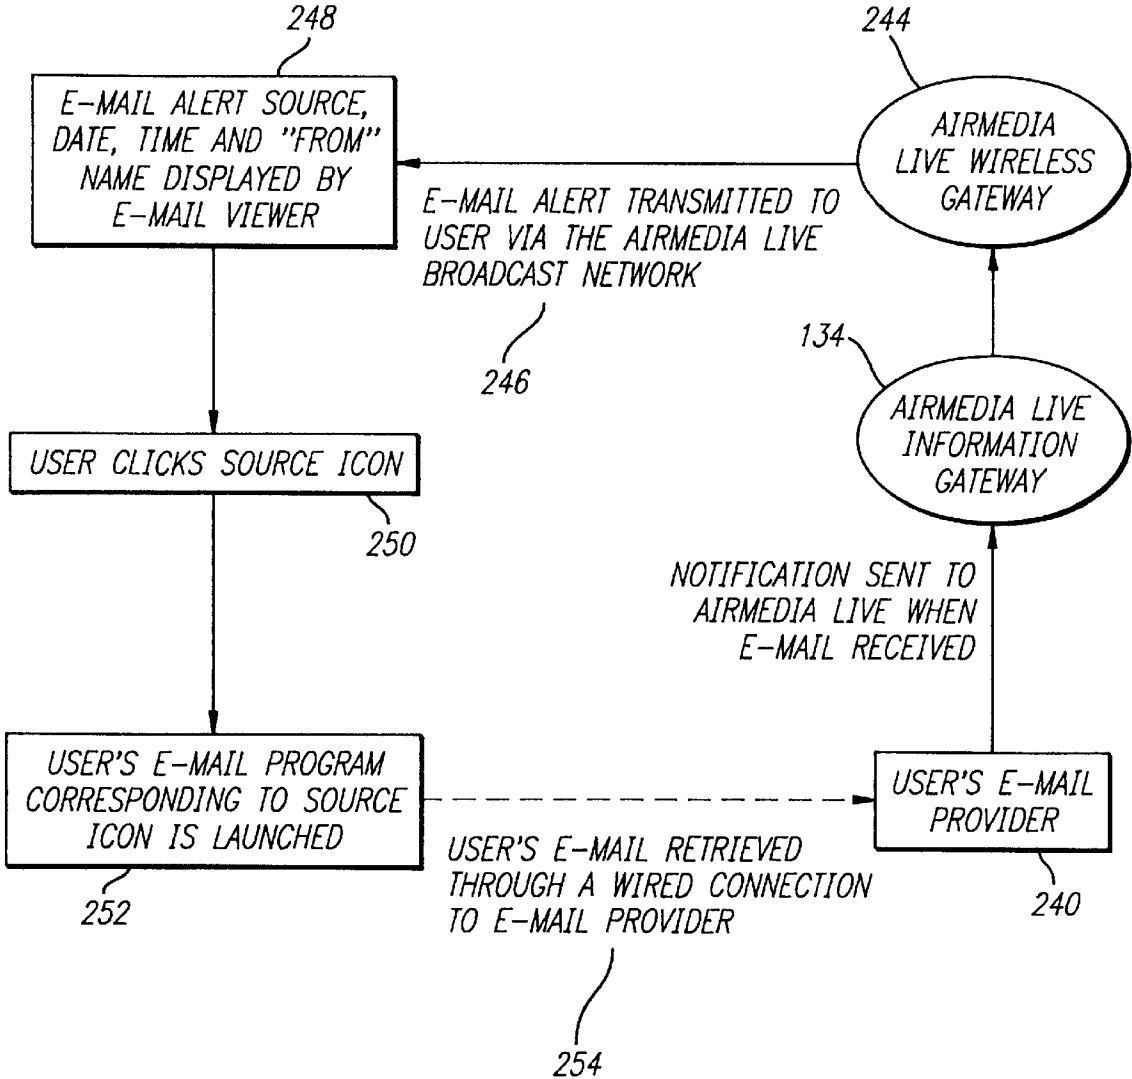 248
E-MAIL ALERT SOURCE,
DATE, TIME AND "FROM"
NAME DISPLAYED BY
E-MAIL VIEWER
244
AIRMEDIA
LIVE WIRELESS
GATEWAY
E-MAIL ALERT TRANSMITTED TO
USER VIA THE AIRMEDIA LIVE
BROADCAST NETWORK
246
134
AIRMEDIA LIVE
INFORMATION
GATEWAY
USER CLICKS SOURCE ICON
250
NOTIFICATION SENT TO
AIRMEDIA LIVE WHEN
E-MAIL RECEIVED
USER'S E-MAIL PROGRAM
CORRESPONDING TO SOURCE
ICON IS LAUNCHED
252
USER'S E-MAIL RETRIEVED
THROUGH A WIRED CONNECTION
TO E-MAIL PROVIDER
254
USER'S E-MAIL
PROVIDER
240